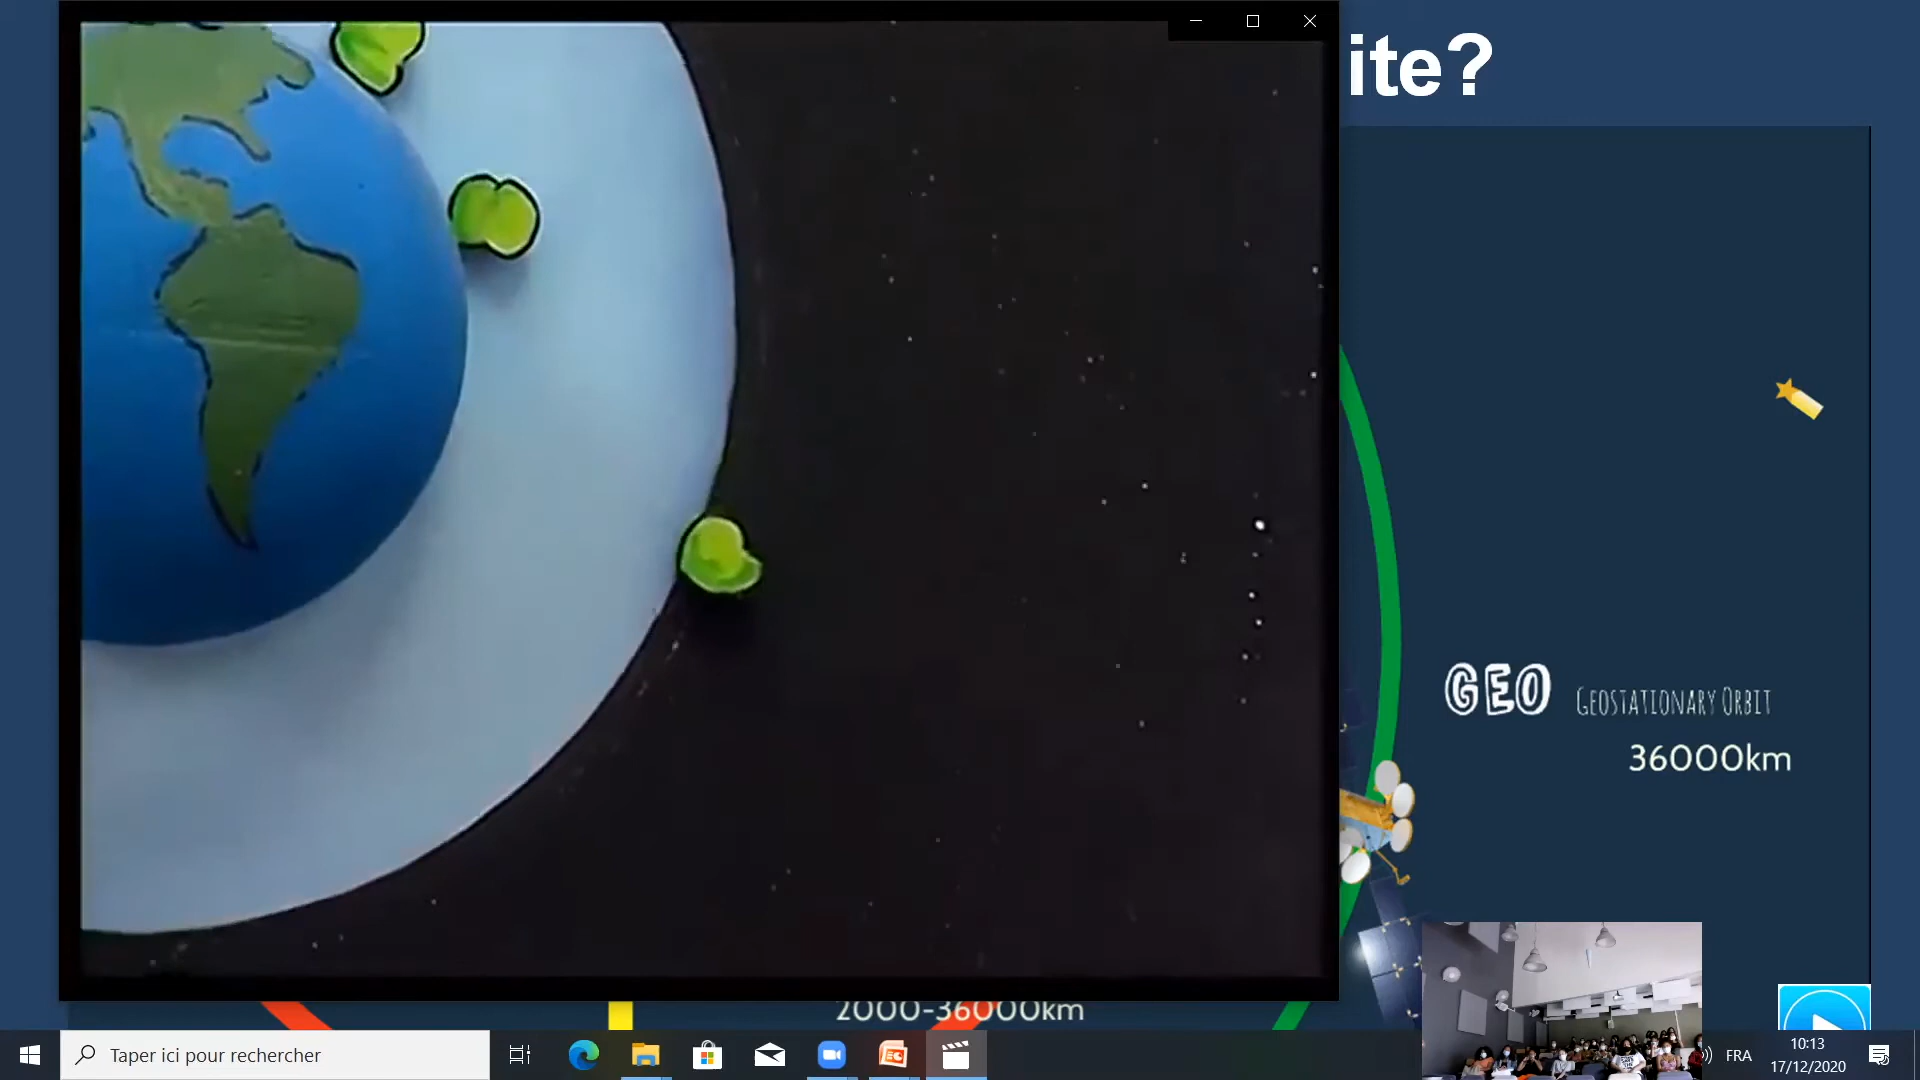 ite?
GEO Geostationary Orbit
36000km
2000-36000km
Taper ici pour rechercher
FRA
10:13
17/12/2020